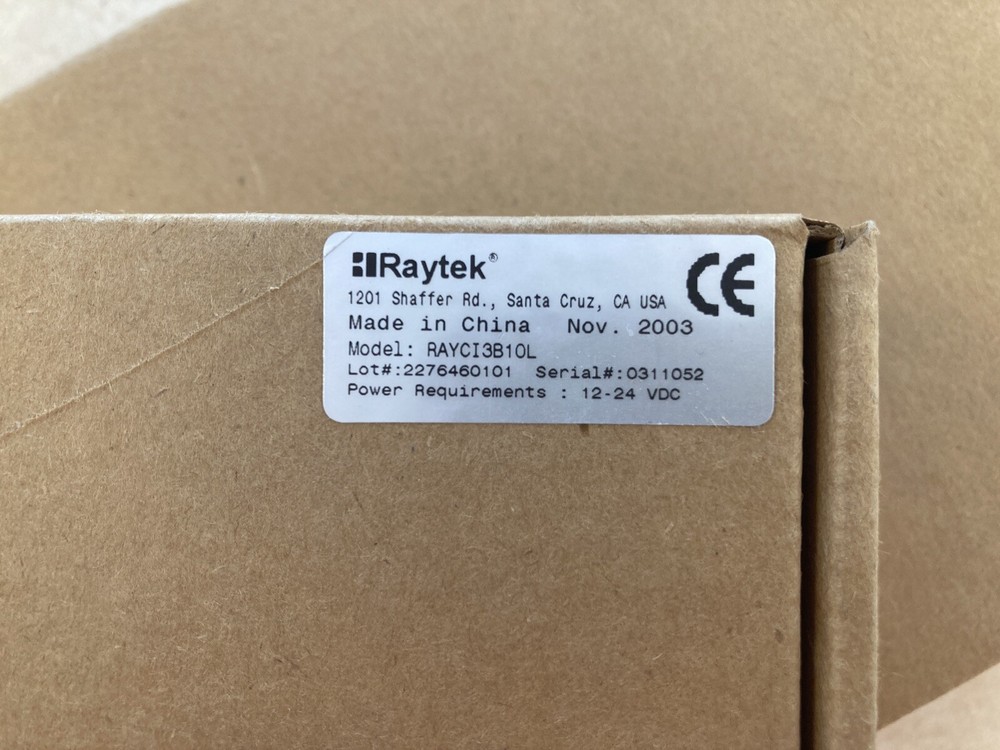 Raytek®
1201 Shaffer Rd., Santa Cruz, CA USA
CE
Made in China Nov. 2003
Model: RAYCI3B10L
Lot#:2276460101 Serial#:0311052
Power Requirements : 12-24 VDC